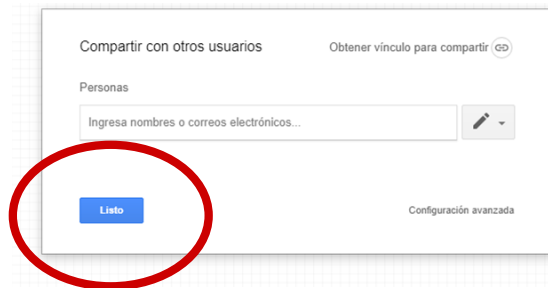 Compartir con otros usuarios Obtener vínculo para compartir
Personas
Ingresa nombres o correos electrónicos...
Listo Configuración avanzada